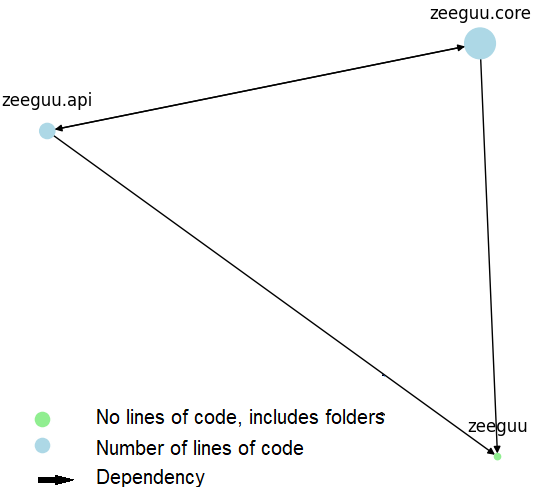 zeeguu.core
zeeguu.api
No lines of code, includes folders
zeeguu
Number of lines of code
Dependency